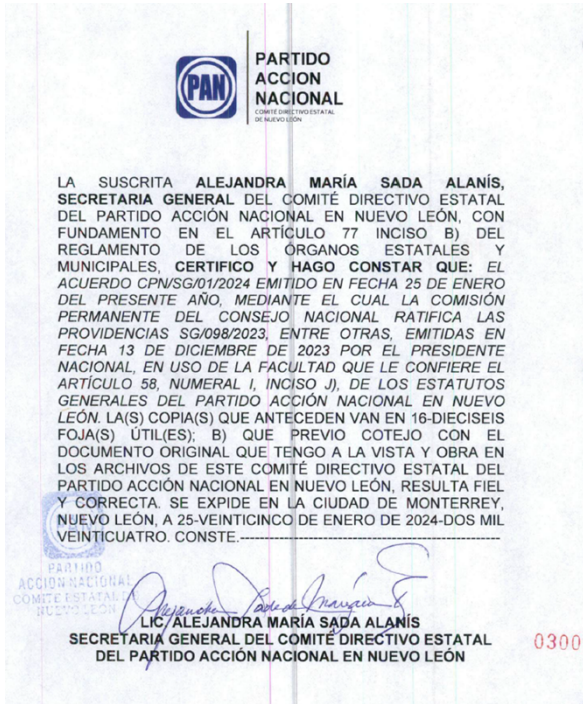 PAN
PARTIDO
ACCION
NACIONAL
COMITÉ DIRECTIVO ESTATAL
DE NUEVO LEÓN
LA SUSCRITA ALEJANDRA MARÍA SADA ALANÍS,
SECRETARIA GENERAL DEL COMITÉ DIRECTIVO ESTATAL
DEL PARTIDO ACCIÓN NACIONAL EN NUEVO LEÓN, CON
FUNDAMENTO EN EL ARTÍCULO 77 INCISO B) DEL
REGLAMENTO DE LOS ÓRGANOS ESTATALES Y
MUNICIPALES, CERTIFICO Y HAGO CONSTAR QUE: EL
ACUERDO CPN/SG/01/2024 EMITIDO EN FECHA 25 DE ENERO
DEL PRESENTE AÑO, MEDIANTE EL CUAL LA COMISIÓN
PERMANENTE DEL CONSEJO NACIONAL RATIFICA LAS
PROVIDENCIAS SG/098/2023, ENTRE OTRAS, EMITIDAS EN
FECHA 13 DE DICIEMBRE DE 2023 POR EL PRESIDENTE
NACIONAL, EN USO DE LA FACULTAD QUE LE CONFIERE EL
ARTÍCULO 58, NUMERAL I, INCISO J), DE LOS ESTATUTOS
GENERALES DEL PARTIDO ACCIÓN NACIONAL EN NUEVO
LEÓN. LA(S) COPIA(S) QUE ANTECEDEN VAN EN 16-DIECISEIS
FOJA(S) ÚTIL(ES); B) QUE PREVIO COTEJO CON EL
DOCUMENTO ORIGINAL QUE TENGO A LA VISTA Y OBRA EN
LOS ARCHIVOS DE ESTE COMITÉ DIRECTIVO ESTATAL DEL
PARTIDO ACCIÓN NACIONAL EN NUEVO LEÓN, RESULTA FIEL
Y CORRECTA. SE EXPIDE EN LA CIUDAD DE MONTERREY,
NUEVO LEÓN, A 25-VEINTICINCO DE ENERO DE 2024-DOS MIL
VEINTICUATRO. CONSTE.-----------------------------------------------
PAN
PARTIDO
ACCION NACIONAL
COMITE ESTATAL DE
NUEVO LEON
LIC. ALEJANDRA MARÍA SADA ALANÍS
SECRETARIA GENERAL DEL COMITÉ DIRECTIVO ESTATAL
DEL PARTIDO ACCIÓN NACIONAL EN NUEVO LEÓN
0300